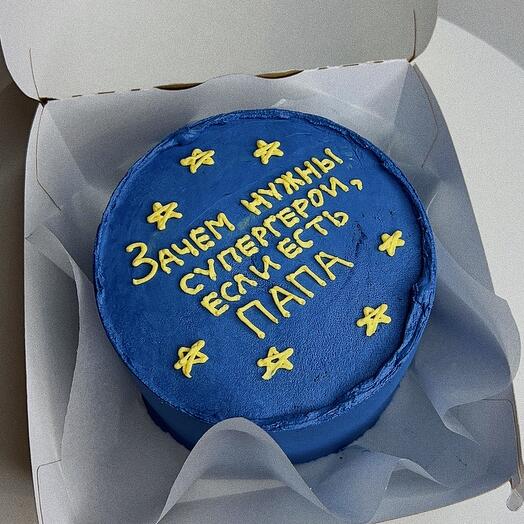 Зачем нужны
супергерои,
если есть
папа